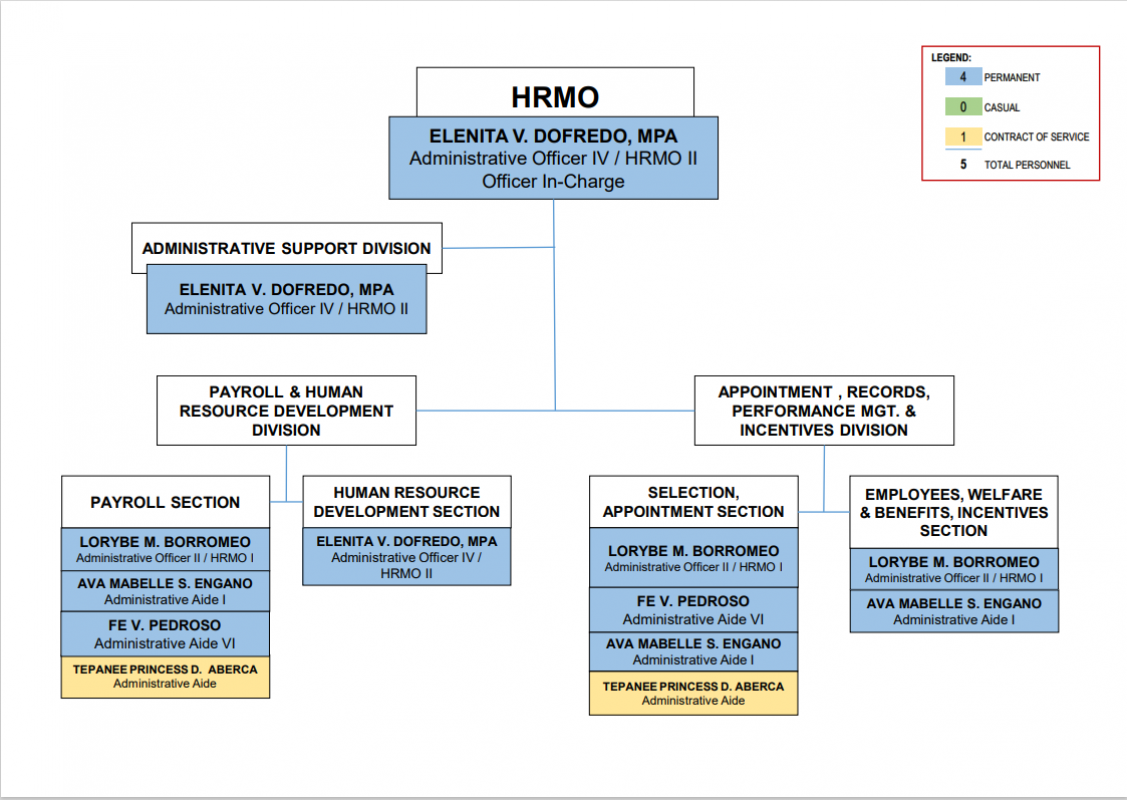 LEGEND:
4 PERMANENT
0 CASUAL
1 CONTRACT OF SERVICE
5 TOTAL PERSONNEL
HRMO
ELENITA V. DOFREDO, MPA
Administrative Officer IV / HRMO II
Officer In-Charge
ADMINISTRATIVE SUPPORT DIVISION
ELENITA V. DOFREDO, MPA
Administrative Officer IV / HRMO II
PAYROLL & HUMAN
RESOURCE DEVELOPMENT
DIVISION
APPOINTMENT , RECORDS,
PERFORMANCE MGT. &
INCENTIVES DIVISION
PAYROLL SECTION
LORYBE M. BORROMEO
Administrative Officer II / HRMO I
AVA MABELLE S. ENGANO
Administrative Aide I
FE V. PEDROSO
Administrative Aide VI
TEPANEE PRINCESS D. ABERCA
Administrative Aide
HUMAN RESOURCE
DEVELOPMENT SECTION
ELENITA V. DOFREDO, MPA
Administrative Officer IV /
HRMO II
SELECTION,
APPOINTMENT SECTION
LORYBE M. BORROMEO
Administrative Officer II / HRMO I
FE V. PEDROSO
Administrative Aide VI
AVA MABELLE S. ENGANO
Administrative Aide I
TEPANEE PRINCESS D. ABERCA
Administrative Aide
EMPLOYEES, WELFARE
& BENEFITS, INCENTIVES
SECTION
LORYBE M. BORROMEO
Administrative Officer II / HRMO I
AVA MABELLE S. ENGANO
Administrative Aide I